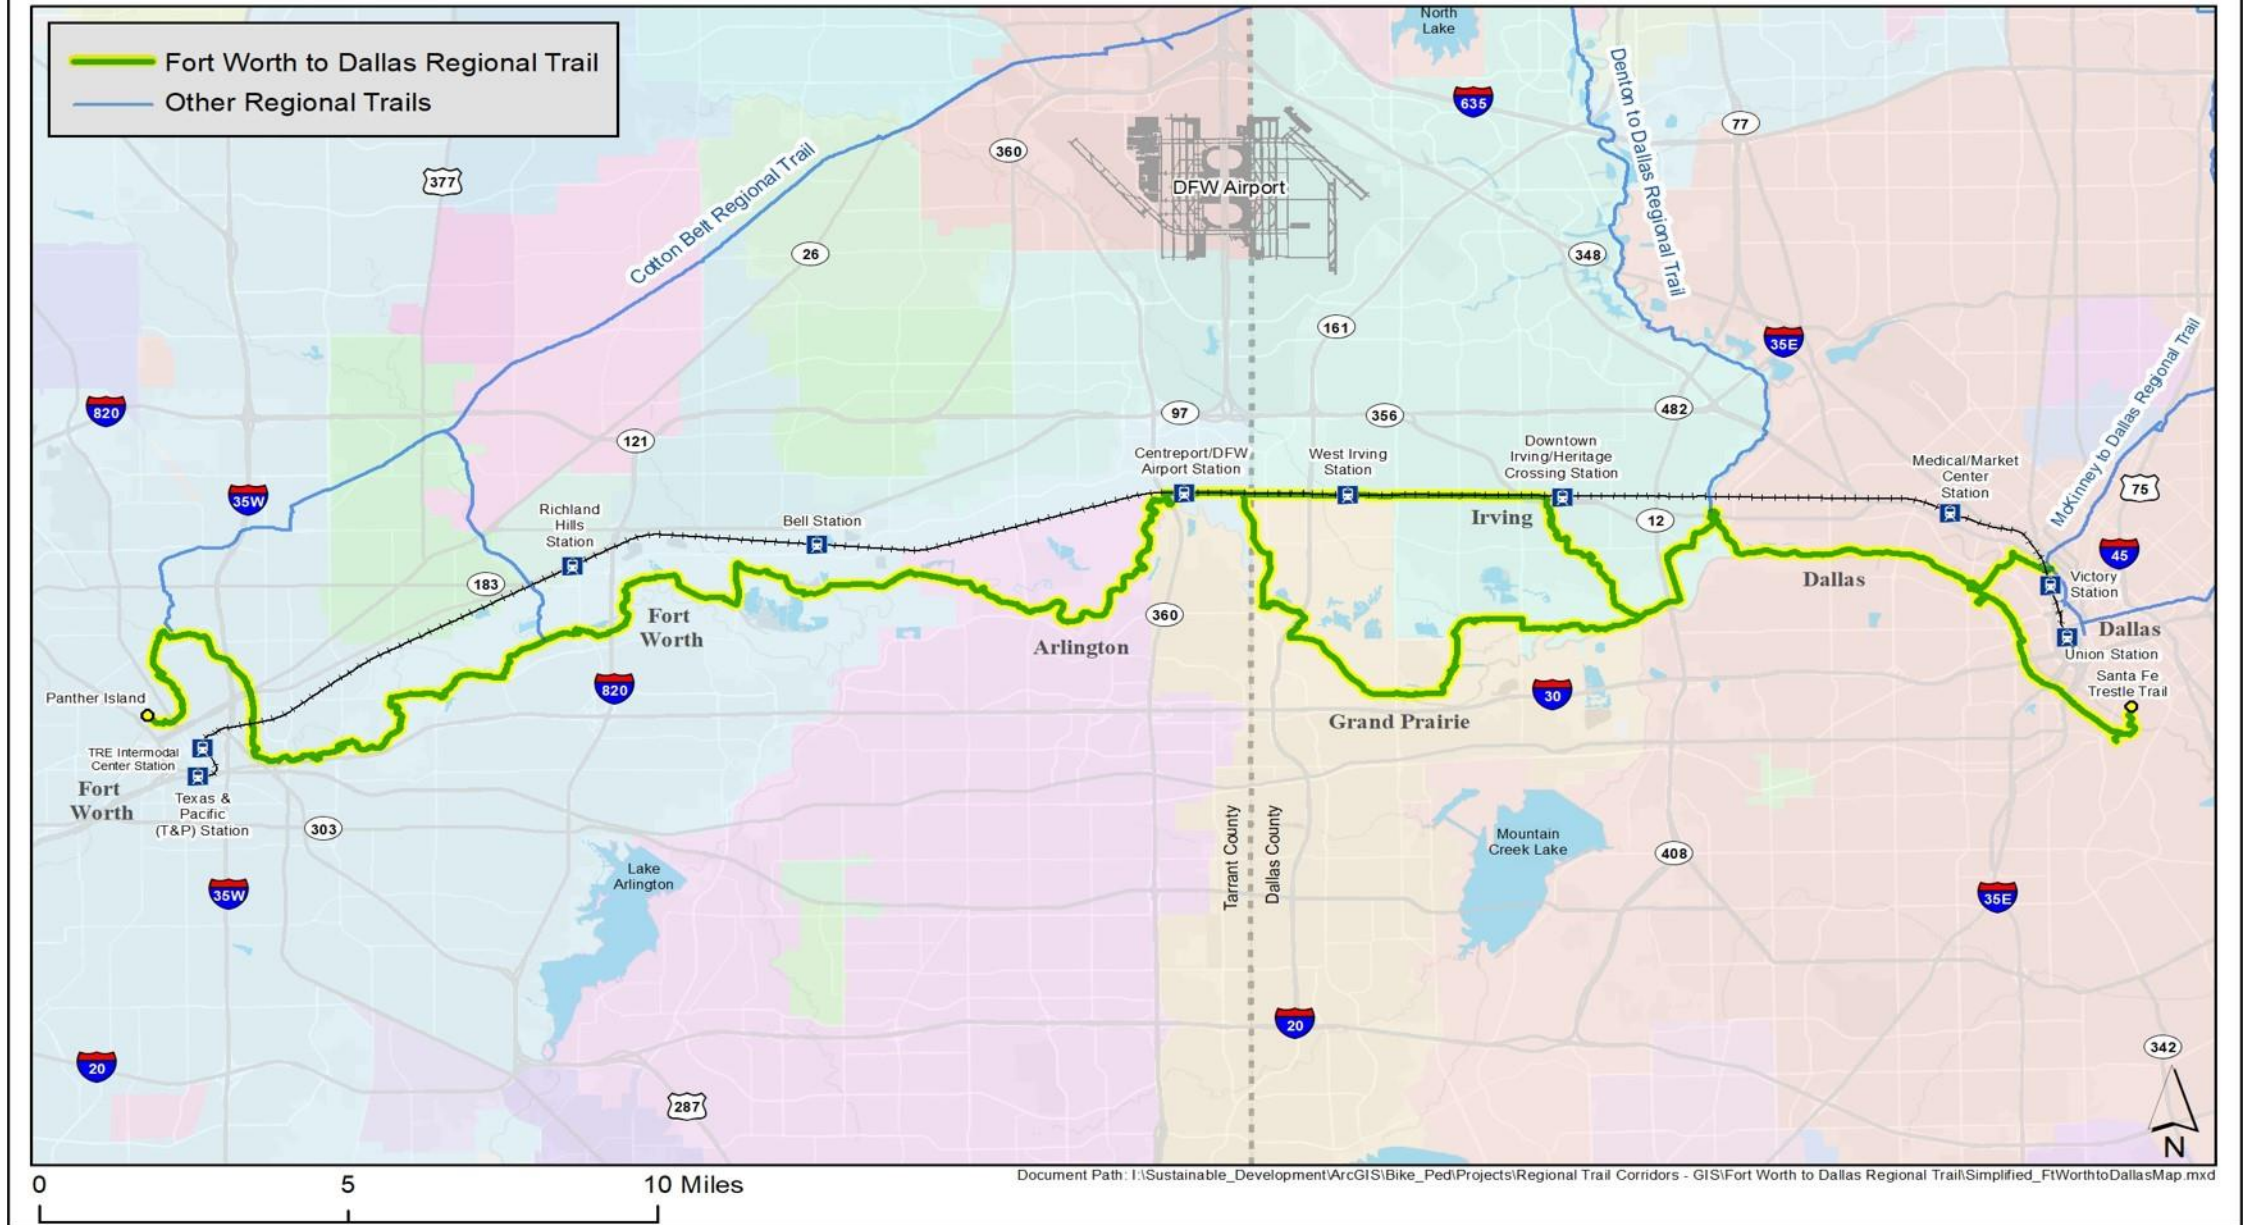 Fort Worth to Dallas Regional Trail
Other Regional Trails
North
Lake
635
77
Denton to Dallas Regional Trail
377
360
DFW Airport
Cotton Belt Regional Trail
26
348
161
35E
McKinney to Dallas Regional Trail
820
121
97
356
482
Centreport/DFW
Airport Station
West Irving
Station
Downtown
Irving/Heritage
Crossing Station
Medical/Market
Center
Station
75
35W
Richland
Hills
Station
Bell Station
Irving
12
45
183
Dallas
Victory
Station
Fort
Worth
360
Arlington
Dallas
Union Station
Santa Fe
Trestle Trail
Panther Island
820
30
Grand Prairie
TRE Intermodal
Center Station
Fort
Worth
Texas &
Pacific
(T&P) Station
303
Tarrant County
Dallas County
Mountain
Creek Lake
408
Lake
Arlington
35W
35E
20
20
287
342
N
Document Path: I:\Sustainable_Development\ArcGIS\Bike_Ped\Projects\Regional Trail Corridors - GIS\Fort Worth to Dallas Regional Trail\Simplified_FtWorthtoDallasMap.mxd
0 5 10 Miles